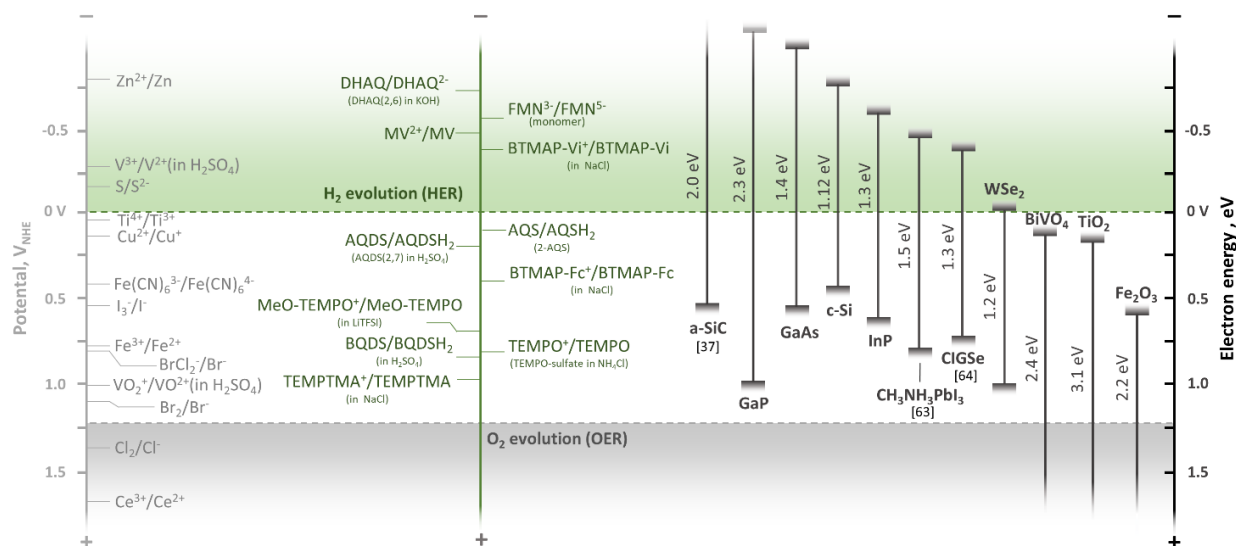 −
+
−
Potential, V_NHE
-0.5
0 V
0.5
1.0
1.5
+
Zn²⁺/Zn
V³⁺/V²⁺(in H₂SO₄)
S/S²⁻
Ti⁴⁺/Ti³⁺
Cu²⁺/Cu⁺
Fe(CN)₆³⁻/Fe(CN)₆⁴⁻
I₃⁻/I⁻
Fe³⁺/Fe²⁺
BrCl₂⁻/Br⁻
VO₂⁺/VO²⁺(in H₂SO₄)
Br₂/Br⁻
Cl₂/Cl⁻
Ce³⁺/Ce²⁺
DHAQ/DHAQ²⁻
(DHAQ(2,6) in KOH)
MV²⁺/MV
H₂ evolution (HER)
AQDS/AQDSH₂
(AQDS(2,7) in H₂SO₄)
MeO-TEMPO⁺/MeO-TEMPO
(in LiTFSI)
BQDS/BQDSH₂
(in H₂SO₄)
TEMPTMA⁺/TEMPTMA
(in NaCl)
+
FMN³⁻/FMN⁵⁻
(monomer)
BTMAP-Vi⁺/BTMAP-Vi
(in NaCl)
AQS/AQSH₂
(2-AQS)
BTMAP-Fc⁺/BTMAP-Fc
(in NaCl)
TEMPO⁺/TEMPO
(TEMPO-sulfate in NH₄Cl)
O₂ evolution (OER)
2.0 eV
a-SiC
[37]
2.3 eV
GaP
1.4 eV
GaAs
1.12 eV
c-Si
1.3 eV
InP
1.5 eV
CH₃NH₃PbI₃
[63]
1.3 eV
CIGSe
[64]
WSe₂
1.2 eV
BiVO₄
2.4 eV
TiO₂
3.1 eV
Fe₂O₃
2.2 eV
−
-0.5
0 V
0.5
1.0
1.5
+
Electron energy , eV